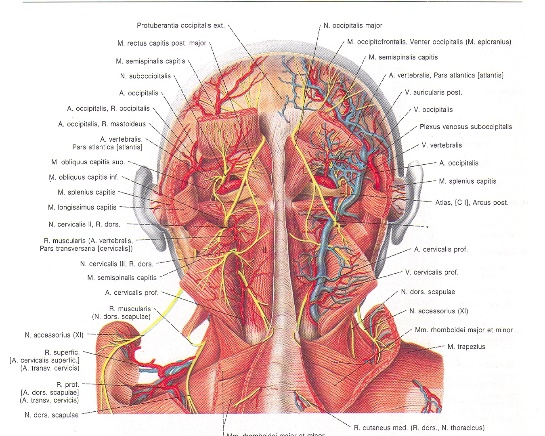 Protuberantia occipitalis ext.
M. rectus capitis post. major
M. semispinalis capitis
N. suboccipitalis
A. occipitalis
A. occipitalis, R. occipitalis
A. occipitalis, R. mastoideus
A. vertebralis,
Pars atlantica [atlantis]
M. obliquus capitis sup.
M. obliquus capitis inf.
M. splenius capitis
M. longissimus capitis
N. cervicalis II, R. dors.
R. muscularis (A. vertebralis,
Pars transversaria [cervicalis])
N. cervicalis III, R. dors.
M. semispinalis capitis
A. cervicalis prof.
R. muscularis
(N. dors. scapulae)
N. accessorius (XI)
R. superfic.
[A. cervicalis superfic.]
(A. transv. cervicis)
R. prof.
[A. dors. scapulae]
(A. transv. cervicis)
N. dors. scapulae
N. occipitalis major
M. occipitofrontalis, Venter occipitalis (M. epicranius)
M. semispinalis capitis
A. vertebralis, Pars atlantica [atlantis]
V. auricularis post.
V. occipitalis
Plexus venosus suboccipitalis
V. vertebralis
A. occipitalis
M. splenius capitis
Atlas, [C I], Arcus post.
A. cervicalis prof.
V. cervicalis prof.
N. dors. scapulae
N. accessorius (XI)
Mm. rhomboidei major et minor
M. trapezius
R. cutaneus med. (R. dors., N. thoracicus)
Mm. rhomboidei major et minor